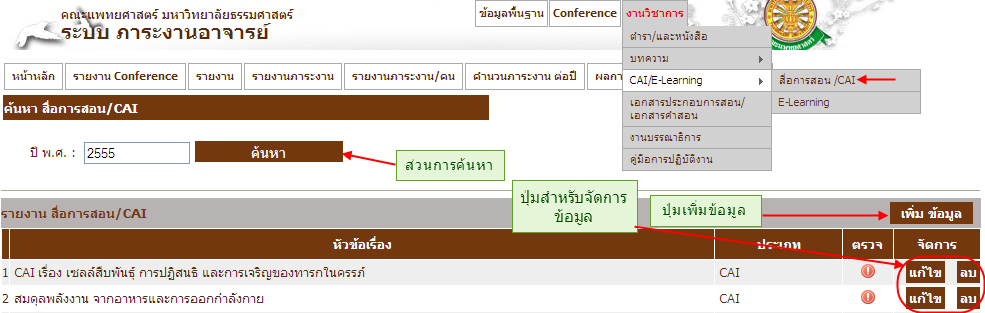 คณะแพทยศาสตร์ มหาวิทยาลัยธรรมศาสตร์
ระบบ ภาระงานอาจารย์
ข้อมูลพื้นฐาน Conference งานวิชาการ
ตำรา/และหนังสือ
บทความ
CAI/E-Learning
สื่อการสอน /CAI
E-Learning
เอกสารประกอบการสอน/
เอกสารคำสอน
งานบรรณาธิการ
คู่มือการปฏิบัติงาน
หน้าหลัก รายงาน Conference รายงาน รายงานภาระงาน รายงานภาระงาน/คน คำนวนภาระงาน ต่อปี
ค้นหา สื่อการสอน/CAI
ปี พ.ศ. : 2555 ค้นหา
ส่วนการค้นหา
ปุ่มสำหรับจัดการ
ข้อมูล
ปุ่มเพิ่มข้อมูล
รายงาน สื่อการสอน/CAI เพิ่ม ข้อมูล
หัวข้อเรื่อง ประเภท ตรวจ จัดการ
1 CAI เรื่อง เซลล์สืบพันธุ์ การปฏิสนธิ และการเจริญของทารกในครรภ์ CAI แก้ไข ลบ
2 สมดุลพลังงาน จากอาหารและการออกกำลังกาย CAI แก้ไข ลบ